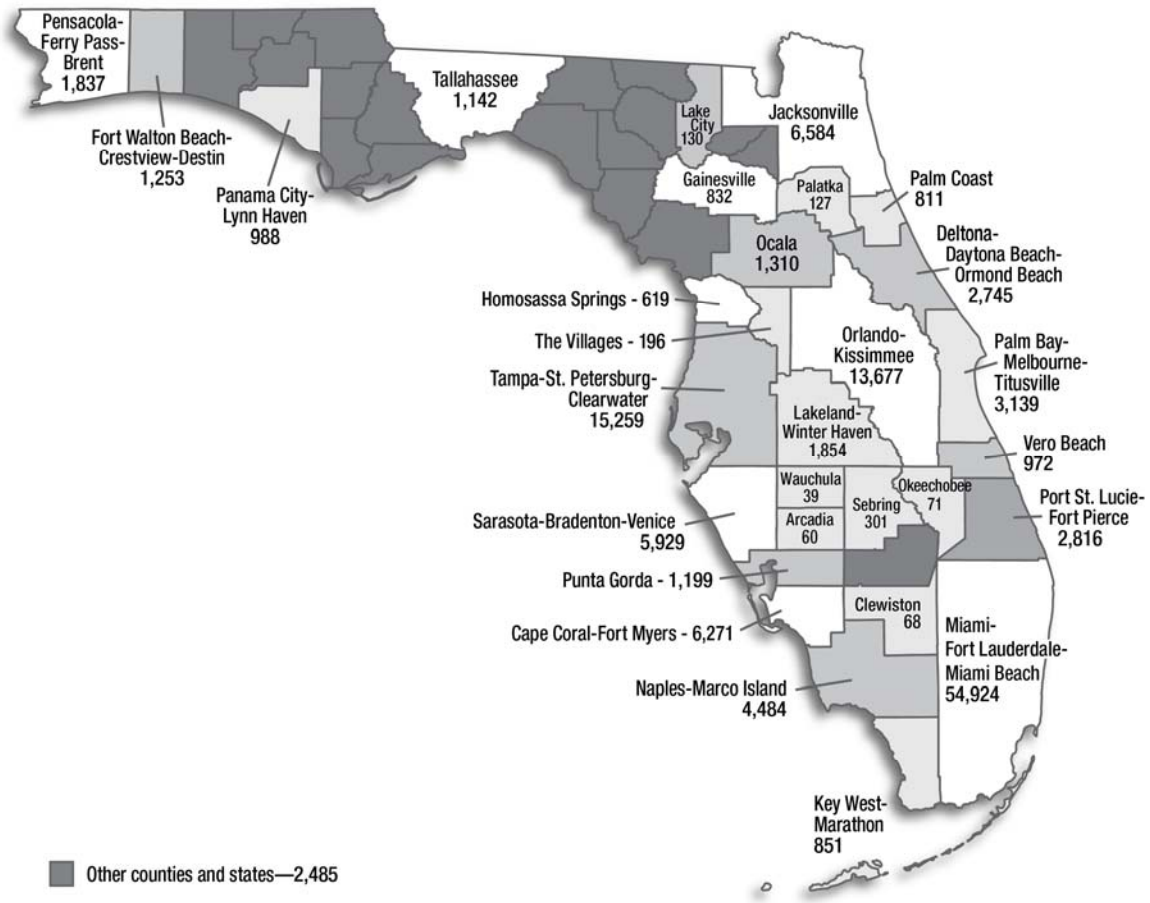 Pensacola-
Ferry Pass-
Brent
1,837
Fort Walton Beach-
Crestview-Destin
1,253
Panama City-
Lynn Haven
988
Tallahassee
1,142
Lake
City
130
Jacksonville
6,584
Gainesville
832
Palatka
127
Palm Coast
811
Ocala
1,310
Deltona-
Daytona Beach-
Ormond Beach
2,745
Homosassa Springs - 619
The Villages - 196
Orlando-
Kissimmee
13,677
Palm Bay-
Melbourne-
Titusville
3,139
Tampa-St. Petersburg-
Clearwater
15,259
Lakeland-
Winter Haven
1,854
Vero Beach
972
Wauchula
39
Okeechobee
71
Sebring
301
Arcadia
60
Port St. Lucie-
Fort Pierce
2,816
Sarasota-Bradenton-Venice
5,929
Punta Gorda - 1,199
Clewiston
68
Cape Coral-Fort Myers - 6,271
Miami-
Fort Lauderdale-
Miami Beach
54,924
Naples-Marco Island
4,484
Key West-
Marathon
851
Other counties and states—2,485